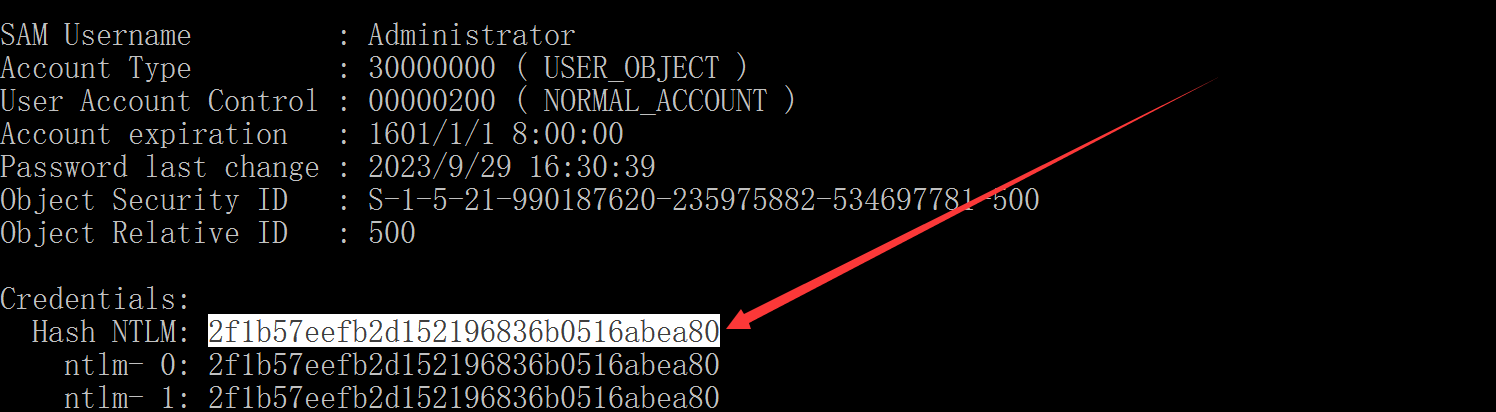 SAM Username : Administrator
Account Type : 30000000 ( USER_OBJECT )
User Account Control : 00000200 ( NORMAL_ACCOUNT )
Account expiration : 1601/1/1 8:00:00
Password last change : 2023/9/29 16:30:39
Object Security ID : S-1-5-21-990187620-235975882-534697781-500
Object Relative ID : 500
Credentials:
Hash NTLM: 2f1b57eefb2d152196836b0516abea80
ntlm- 0: 2f1b57eefb2d152196836b0516abea80
ntlm- 1: 2f1b57eefb2d152196836b0516abea80